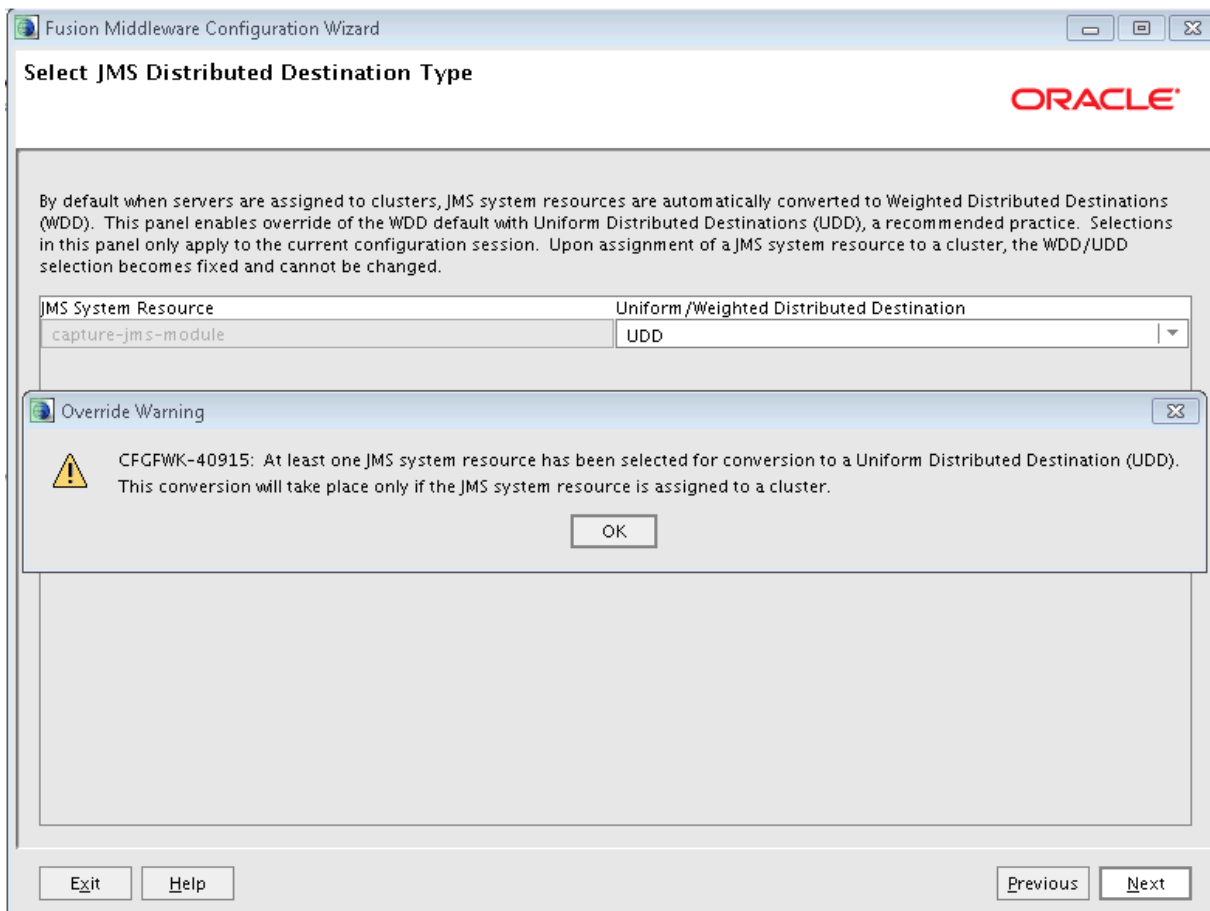 Fusion Middleware Configuration Wizard
Select JMS Distributed Destination Type
ORACLE
By default when servers are assigned to clusters, JMS system resources are automatically converted to Weighted Distributed Destinations
(WDD). This panel enables override of the WDD default with Uniform Distributed Destinations (UDD), a recommended practice. Selections
in this panel only apply to the current configuration session. Upon assignment of a JMS system resource to a cluster, the WDD/UDD
selection becomes fixed and cannot be changed.
JMS System Resource
Uniform/Weighted Distributed Destination
capture-jms-module
UDD
Override Warning
CFGFWK-40915: At least one JMS system resource has been selected for conversion to a Uniform Distributed Destination (UDD).
This conversion will take place only if the JMS system resource is assigned to a cluster.
OK
Exit
Help
Previous
Next